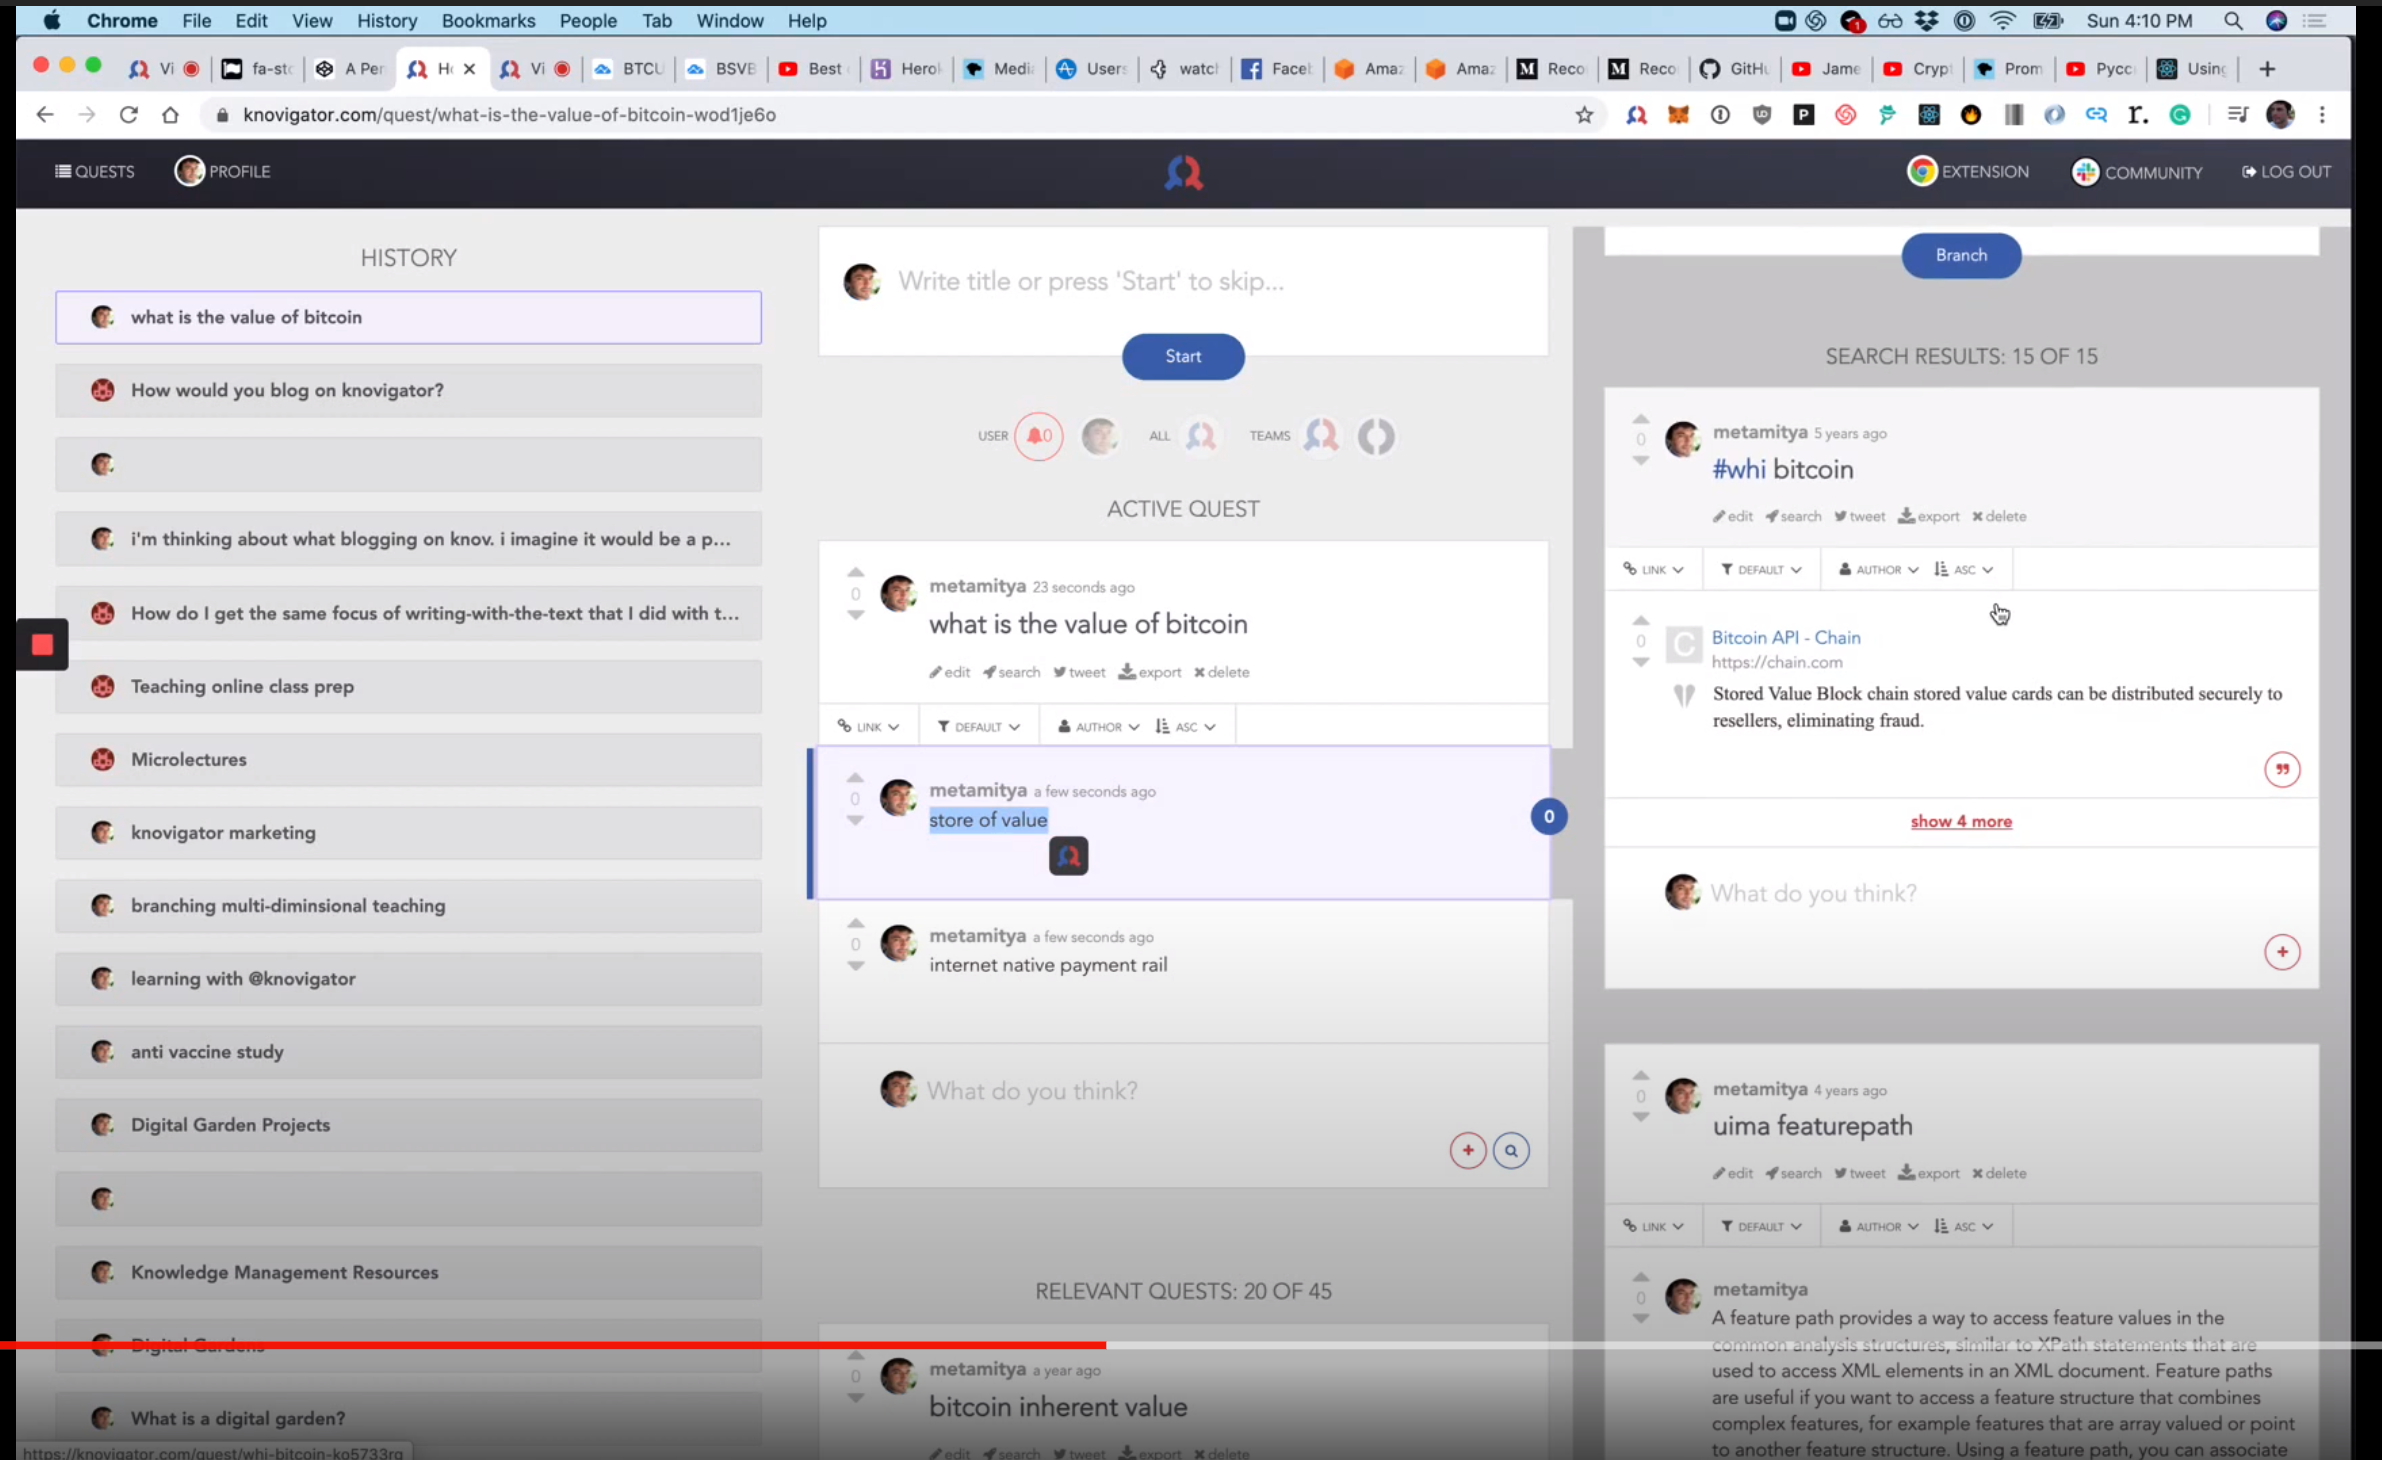 Chrome File Edit View History Bookmarks People Tab Window Help
1
Sun 4:10 PM
Vi fa-stc A Per H Vi BTCU BSVB Best Herol Media Users watch Facel Amaz Amaz Reco Reco GitHu Jame Crypt Prom Русс Using
knovigator.com/quest/what-is-the-value-of-bitcoin-wod1je6o
QUESTS PROFILE
EXTENSION COMMUNITY LOG OUT
HISTORY
what is the value of bitcoin
How would you blog on knovigator?
i'm thinking about what blogging on knov. i imagine it would be a p...
How do I get the same focus of writing-with-the-text that I did with t...
Teaching online class prep
Microlectures
knovigator marketing
branching multi-diminsional teaching
learning with @knovigator
anti vaccine study
Digital Garden Projects
Knowledge Management Resources
Digital Gardens
What is a digital garden?
https://knovigator.com/quest/whi-bitcoin-ko5733rg
Write title or press 'Start' to skip...
Start
USER 0 ALL TEAMS
ACTIVE QUEST
0
metamitya 23 seconds ago
what is the value of bitcoin
edit search tweet export delete
LINK DEFAULT AUTHOR ASC
0
metamitya a few seconds ago
store of value
0
0
metamitya a few seconds ago
internet native payment rail
What do you think?
RELEVANT QUESTS: 20 OF 45
0
metamitya a year ago
bitcoin inherent value
edit search tweet export delete
Branch
SEARCH RESULTS: 15 OF 15
0
metamitya 5 years ago
#whi bitcoin
edit search tweet export delete
LINK DEFAULT AUTHOR ASC
0
C
Bitcoin API - Chain
https://chain.com
Stored Value Block chain stored value cards can be distributed securely to
resellers, eliminating fraud.
show 4 more
What do you think?
0
metamitya 4 years ago
uima featurepath
edit search tweet export delete
LINK DEFAULT AUTHOR ASC
0
metamitya
A feature path provides a way to access feature values in the
common analysis structures, similar to XPath statements that are
used to access XML elements in an XML document. Feature paths
are useful if you want to access a feature structure that combines
complex features, for example features that are array valued or point
to another feature structure. Using a feature path, you can associate